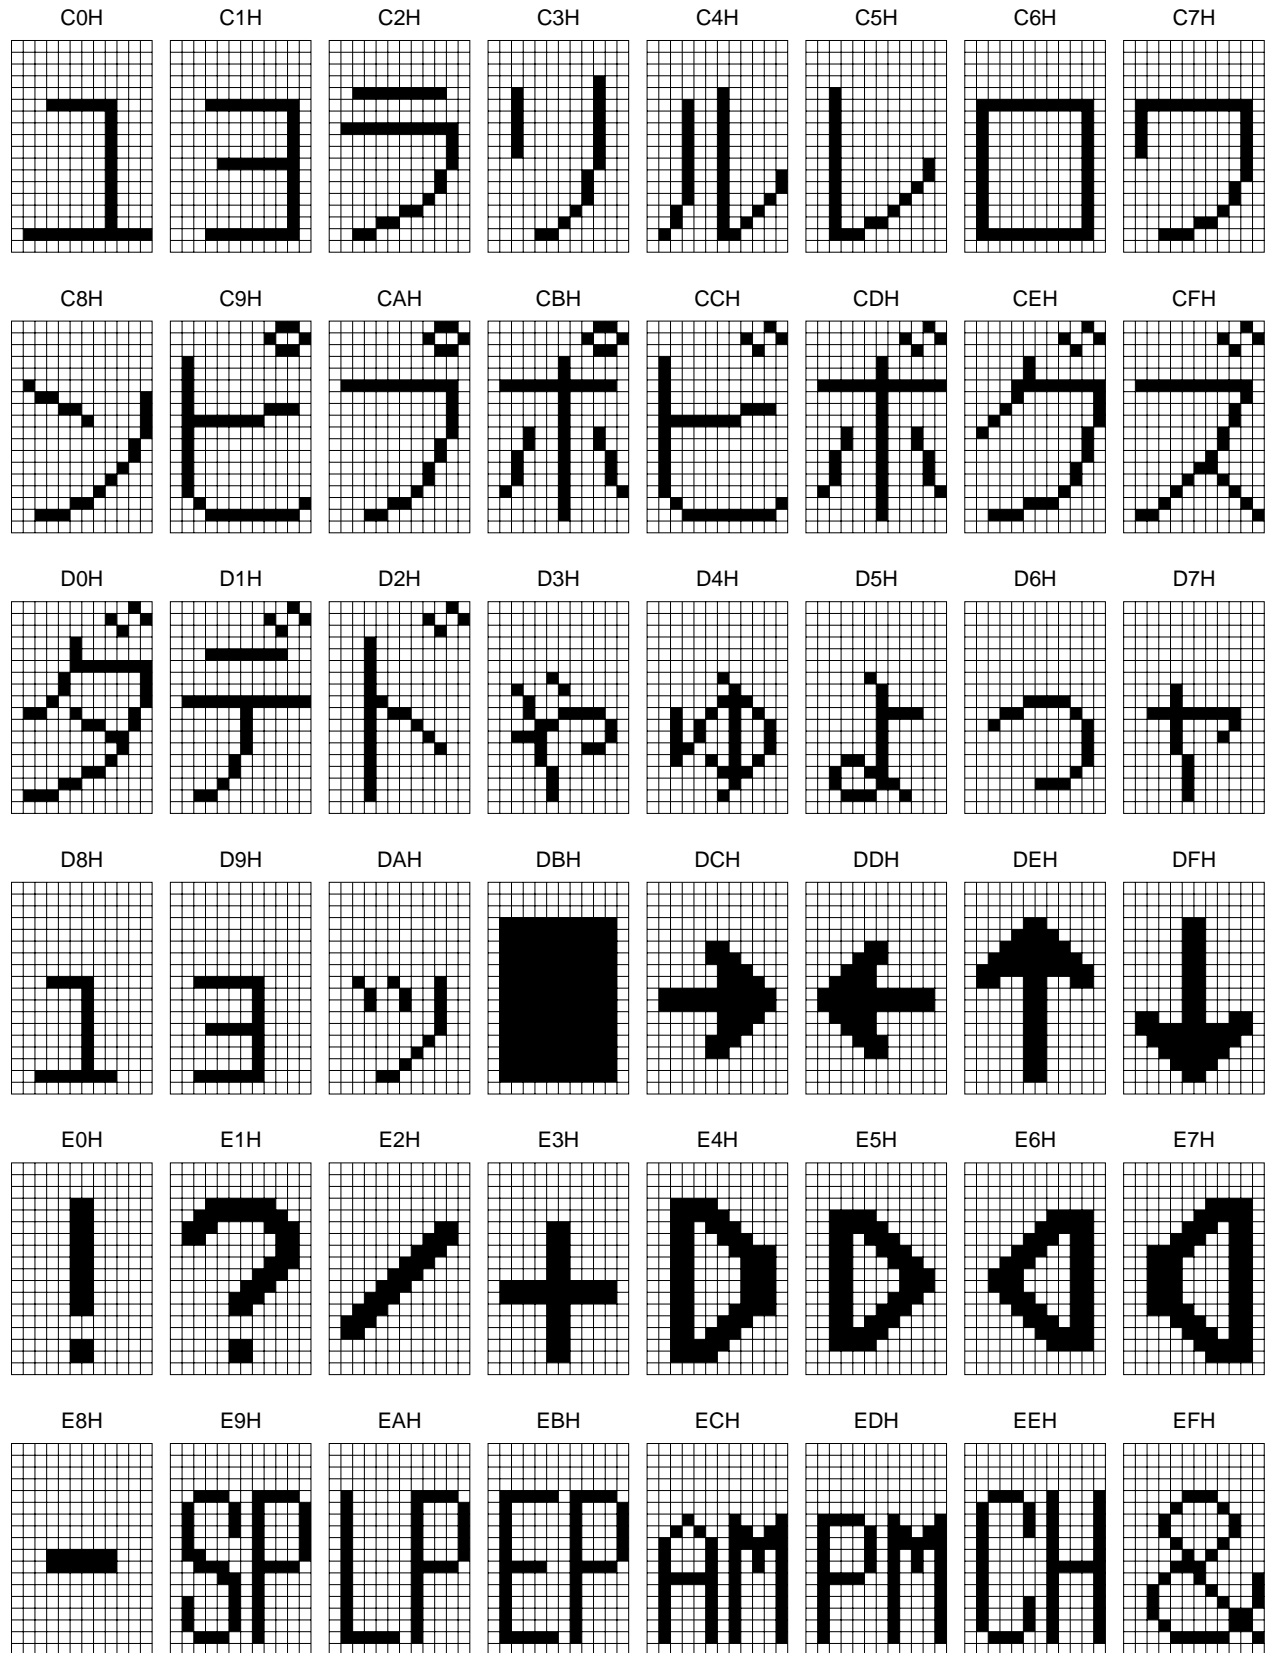 C0H C1H C2H C3H C4H C5H C6H C7H
ユ ヨ ラ リ ル レ ロ ワ
C8H C9H CAH CBH CCH CDH CEH CFH
ン ピ プ ポ ビ ボ グ ズ
D0H D1H D2H D3H D4H D5H D6H D7H
ダ デ ド ゃ ゅ ょ っ ャ
D8H D9H DAH DBH DCH DDH DEH DFH
ュ ョ ッ ■ → ← ↑ ↓
E0H E1H E2H E3H E4H E5H E6H E7H
! ? / +
E8H E9H EAH EBH ECH EDH EEH EFH
- SP LP EP AM PM CH &